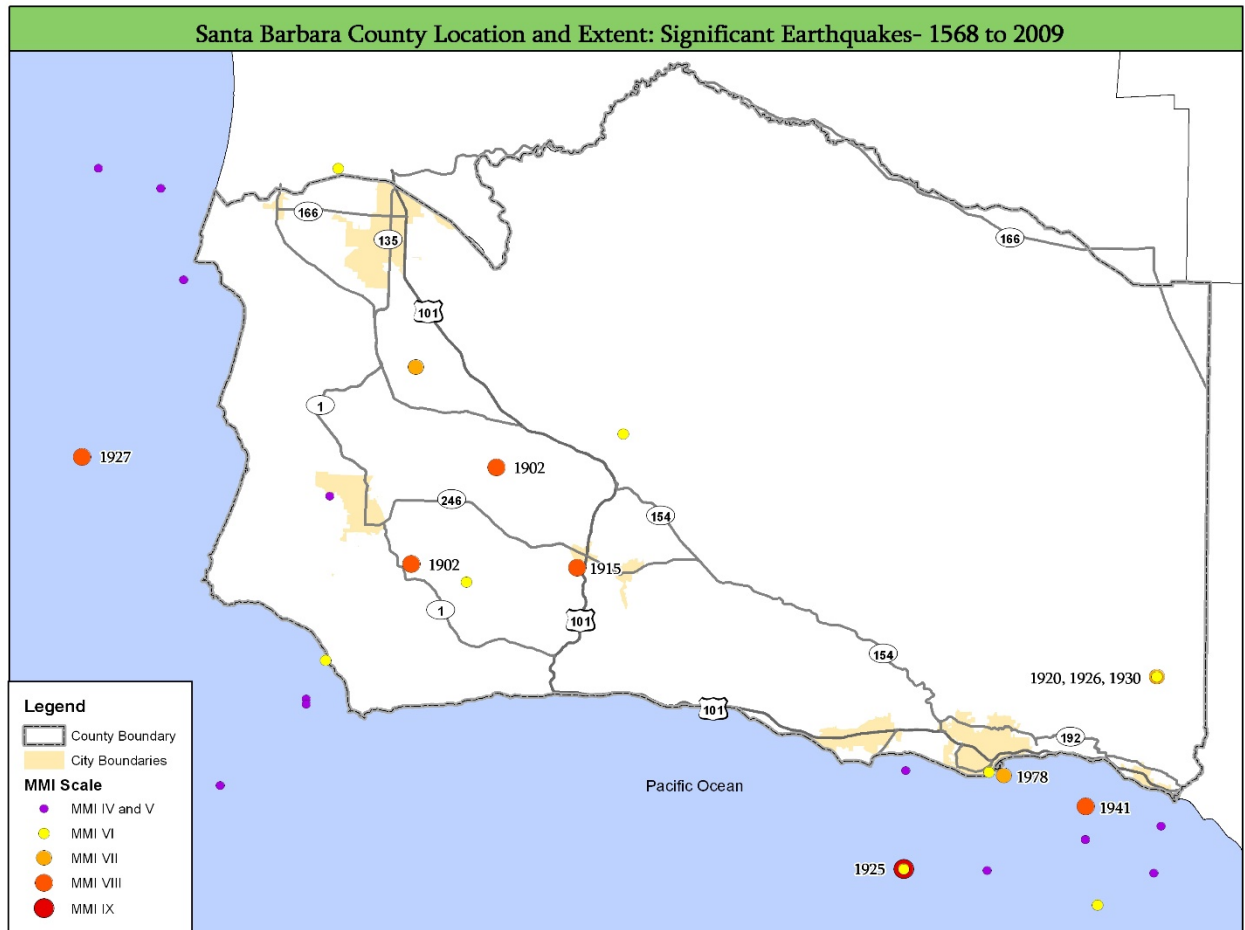 Santa Barbara County Location and Extent: Significant Earthquakes- 1568 to 2009
166
135
166
101
1
1927
1902
246
154
1902
1915
1
101
154
1920, 1926, 1930
101
192
1978
Pacific Ocean
1941
1925
Legend
County Boundary
City Boundaries
MMI Scale
MMI IV and V
MMI VI
MMI VII
MMI VIII
MMI IX